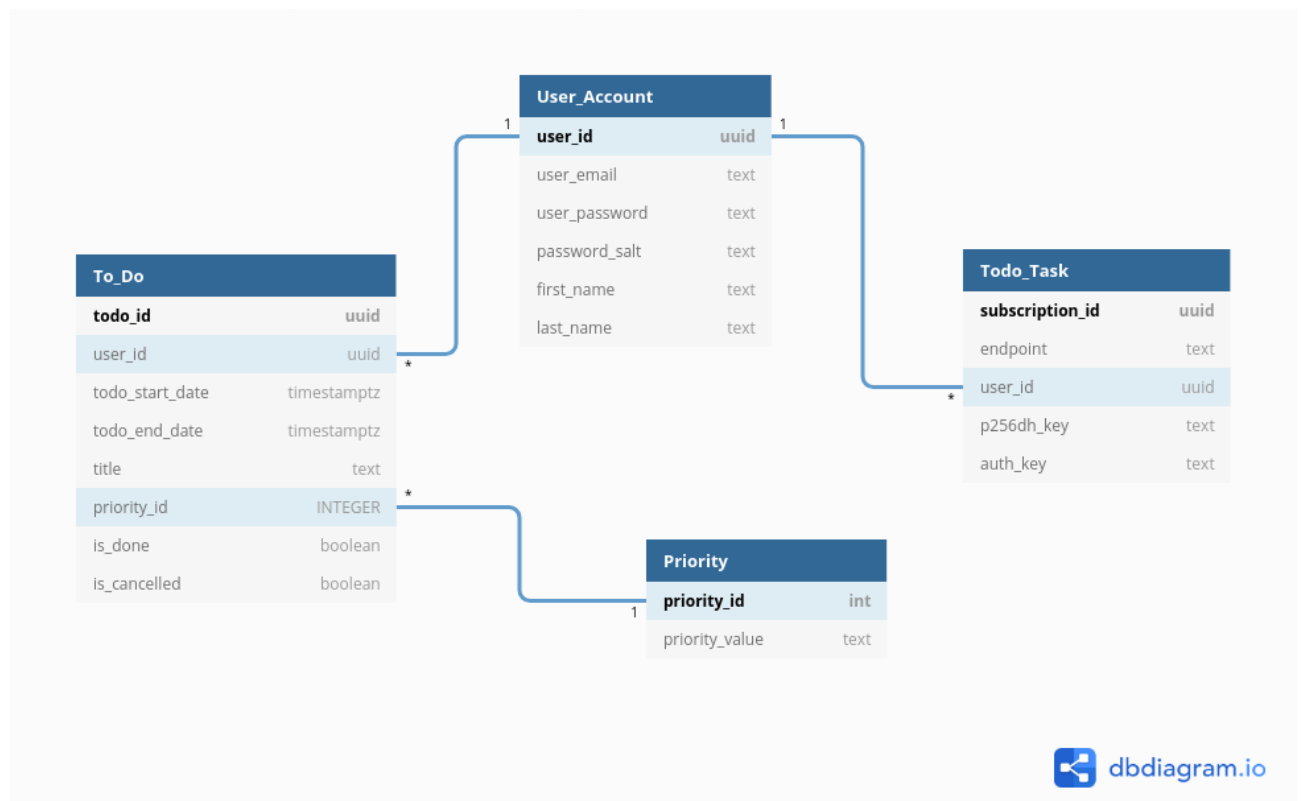 User_Account
1
1
user_id uuid
user_email text
user_password text
password_salt text
first_name text
last_name text
To_Do
todo_id uuid
user_id uuid
*
todo_start_date timestamptz
todo_end_date timestamptz
title text
*
priority_id INTEGER
is_done boolean
is_cancelled boolean
Todo_Task
subscription_id uuid
endpoint text
user_id uuid
*
p256dh_key text
auth_key text
Priority
priority_id int
1
priority_value text
dbdiagram.io